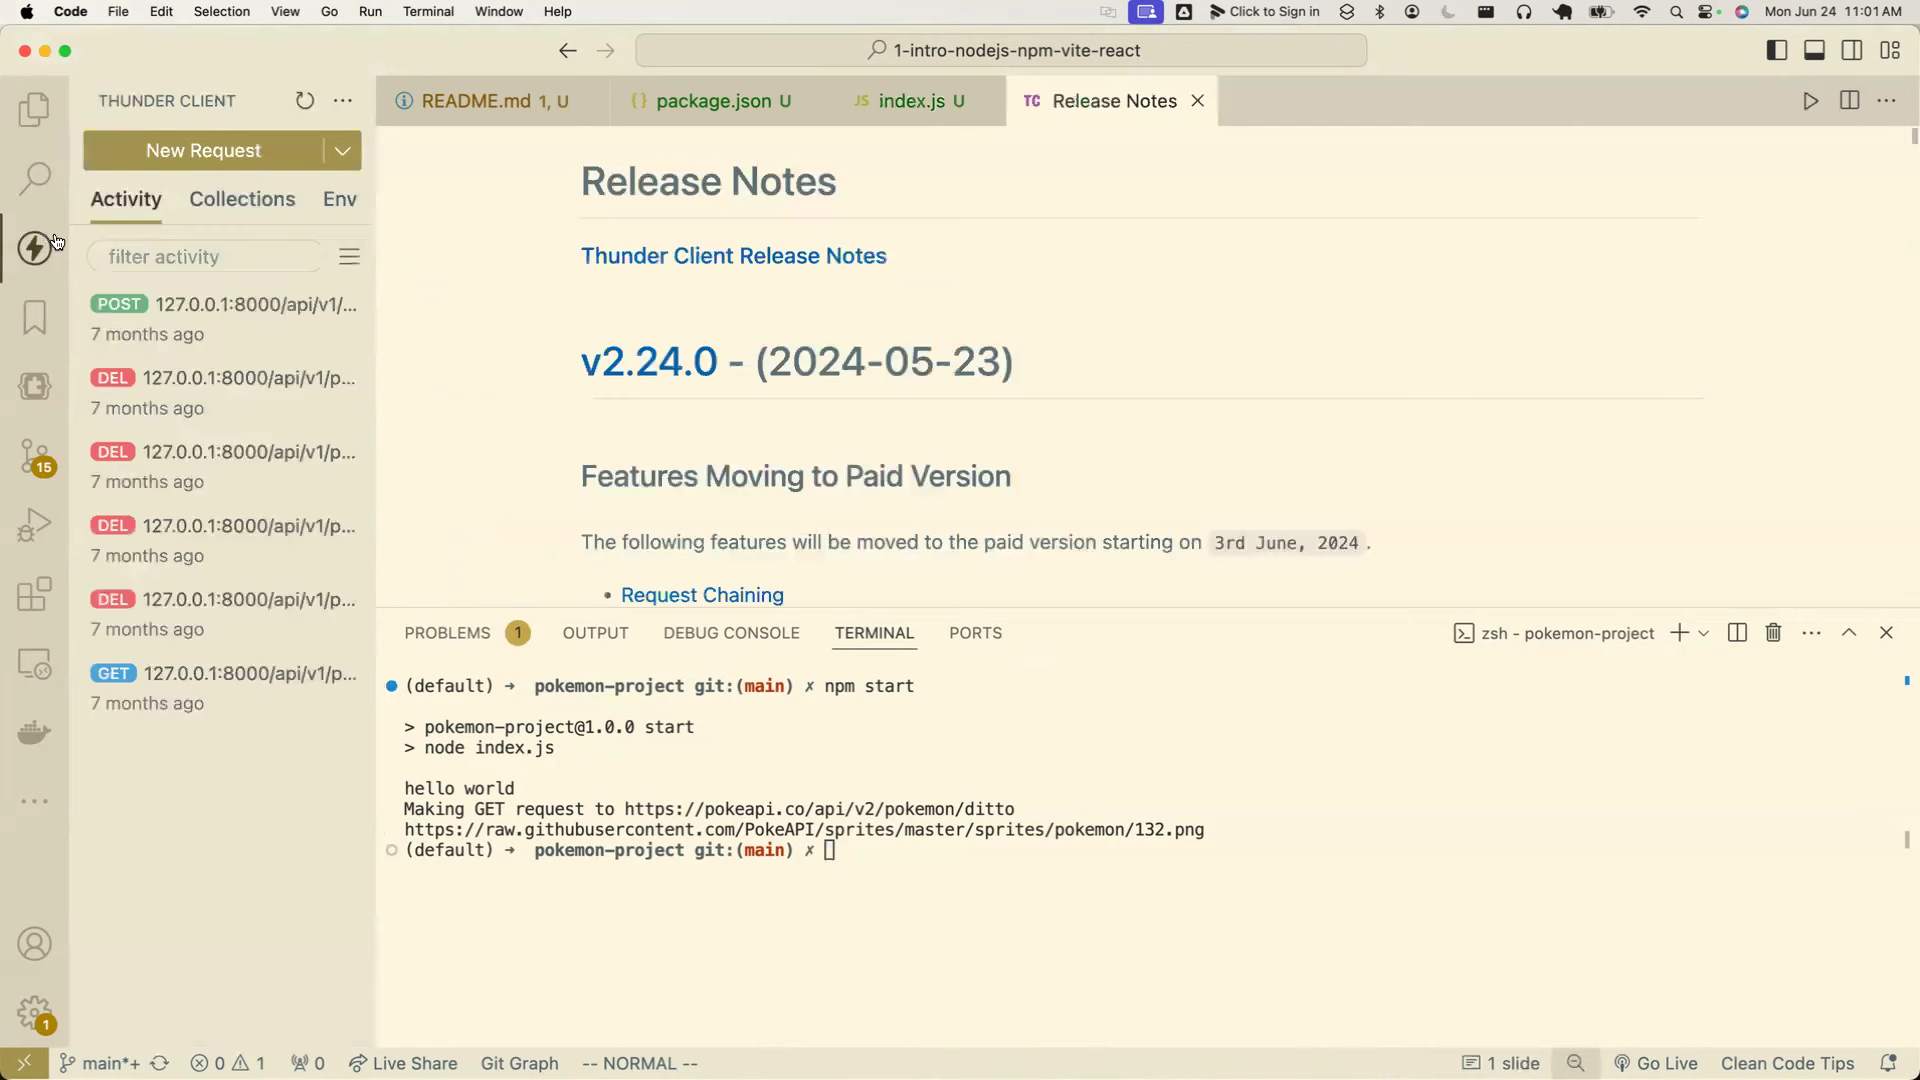 Code File Edit Selection View Go Run Terminal Window Help Click to Sign in Mon Jun 24 11:01 AM
1-intro-nodejs-npm-vite-react
THUNDER CLIENT
New Request
Activity Collections Env
filter activity
POST 127.0.0.1:8000/api/v1/...
7 months ago
DEL 127.0.0.1:8000/api/v1/p...
7 months ago
DEL 127.0.0.1:8000/api/v1/p...
7 months ago
DEL 127.0.0.1:8000/api/v1/p...
7 months ago
DEL 127.0.0.1:8000/api/v1/p...
7 months ago
GET 127.0.0.1:8000/api/v1/p...
7 months ago
15
1
README.md 1, U {} package.json U JS index.js U TC Release Notes
Release Notes
Thunder Client Release Notes
v2.24.0 - (2024-05-23)
Features Moving to Paid Version
The following features will be moved to the paid version starting on 3rd June, 2024.
• Request Chaining
PROBLEMS 1 OUTPUT DEBUG CONSOLE TERMINAL PORTS zsh - pokemon-project
(default) → pokemon-project git:(main) ✗ npm start
> pokemon-project@1.0.0 start
> node index.js
hello world
Making GET request to https://pokeapi.co/api/v2/pokemon/ditto
https://raw.githubusercontent.com/PokeAPI/sprites/master/sprites/pokemon/132.png
(default) → pokemon-project git:(main) ✗
main*+ 0 1 0 Live Share Git Graph -- NORMAL -- 1 slide Go Live Clean Code Tips